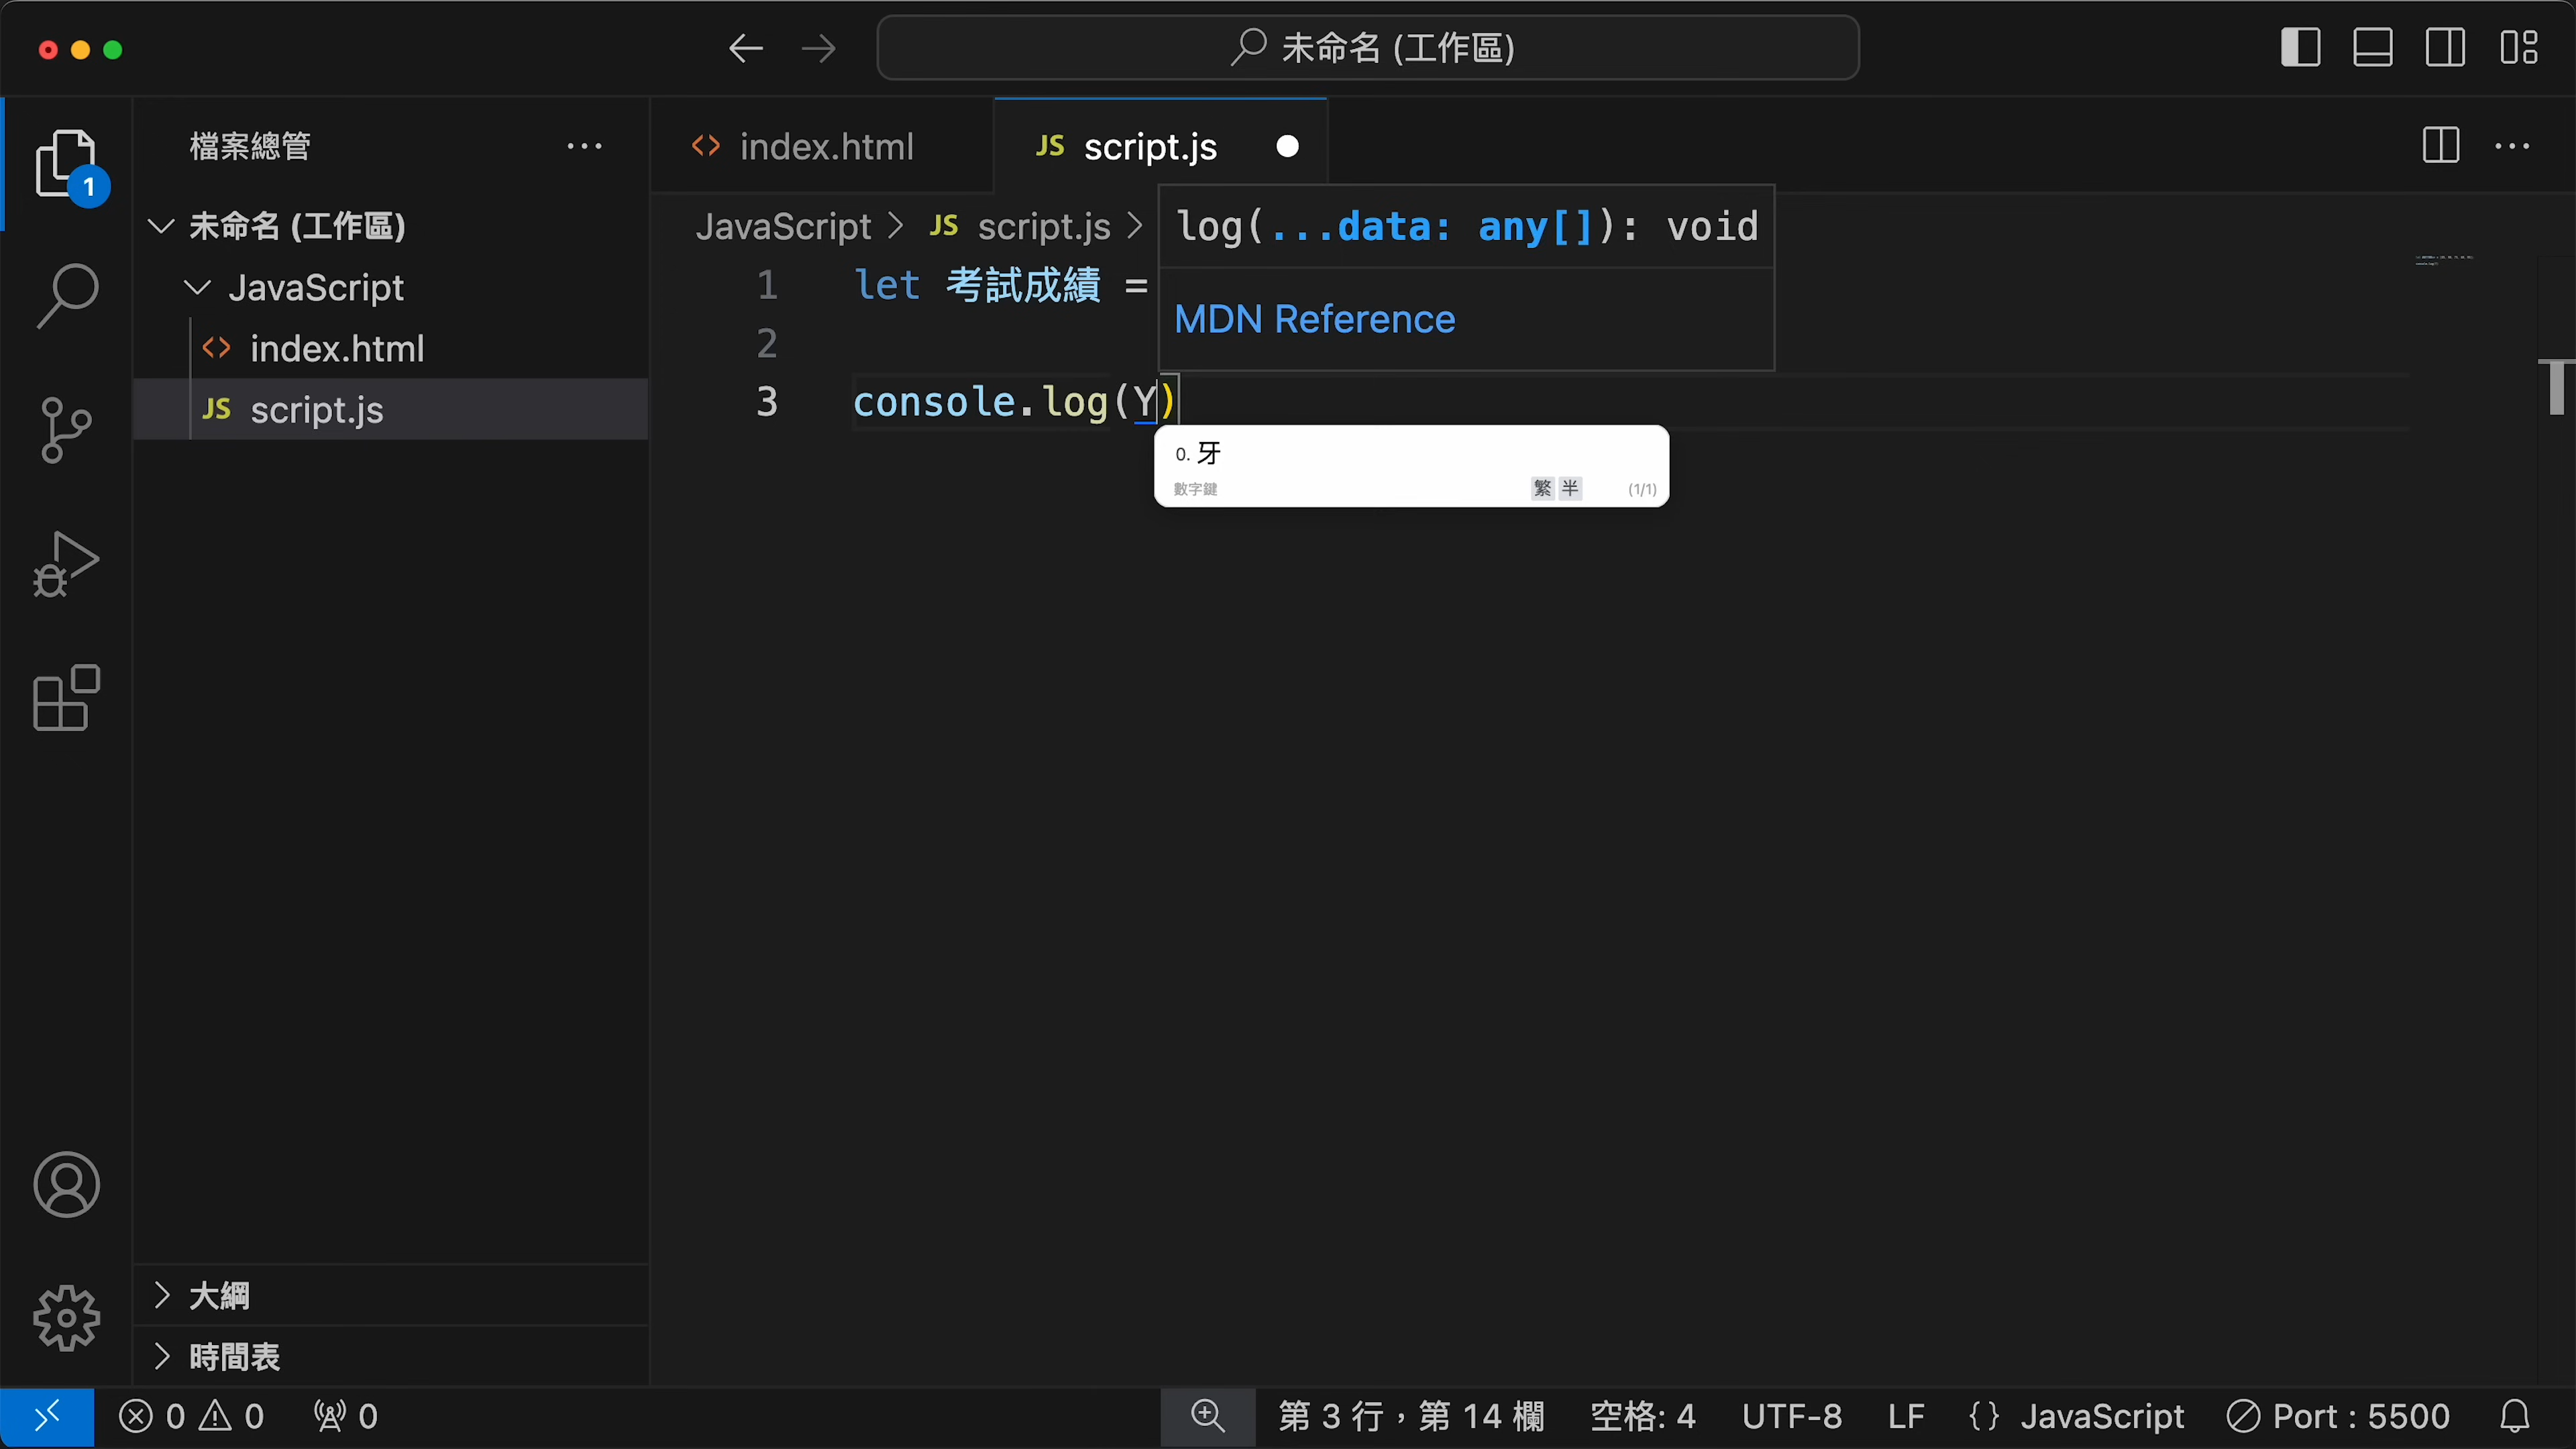 未命名 (工作區)
檔案總管
1
未命名 (工作區)
JavaScript
index.html
JS script.js
大綱
時間表
index.html
JS script.js
JavaScript > JS script.js >
log(...data: any[]): void
MDN Reference
1 let 考試成績 =
2
3 console.log(Y)
0. 牙
數字鍵 繁 半 (1/1)
0 0 0 第 3 行，第 14 欄 空格: 4 UTF-8 LF {} JavaScript Port : 5500